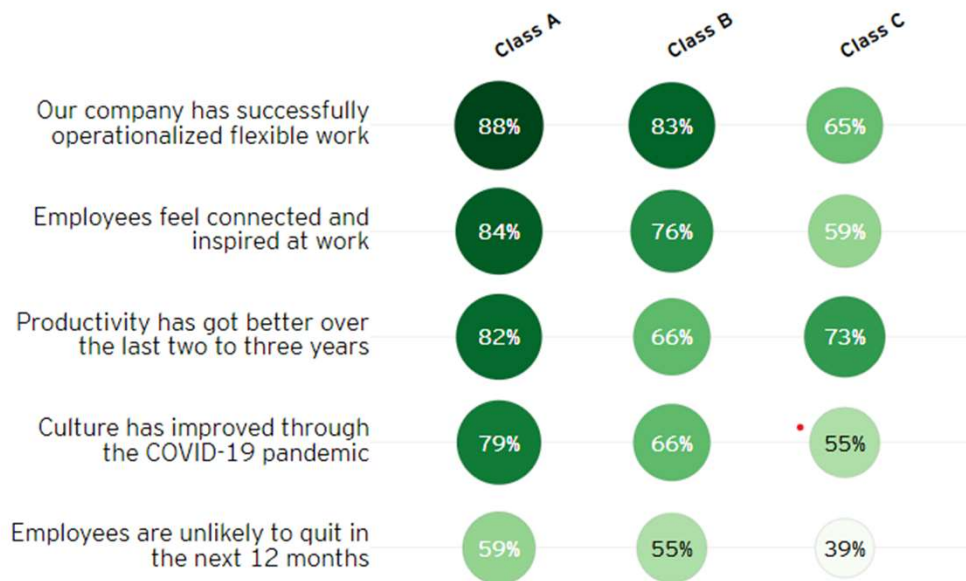 Class A Class B Class C
Our company has successfully
operationalized flexible work
88% 83% 65%
Employees feel connected and
inspired at work
84% 76% 59%
Productivity has got better over
the last two to three years
82% 66% 73%
Culture has improved through
the COVID-19 pandemic
79% 66% 55%
Employees are unlikely to quit in
the next 12 months
59% 55% 39%